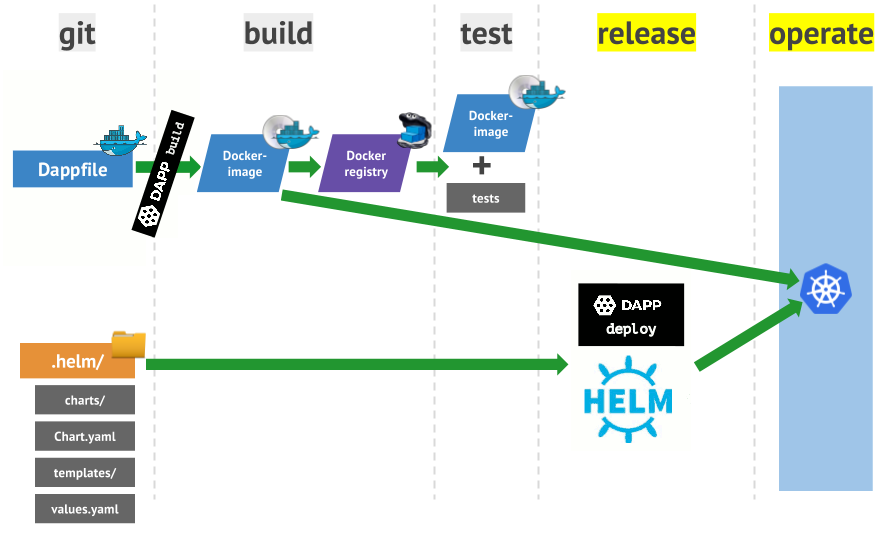 git
build
test
release
operate
Dappfile
DAPP build
Docker-
image
Docker
registry
Docker-
image
+
tests
DAPP
deploy
HELM
.helm/
charts/
Chart.yaml
templates/
values.yaml